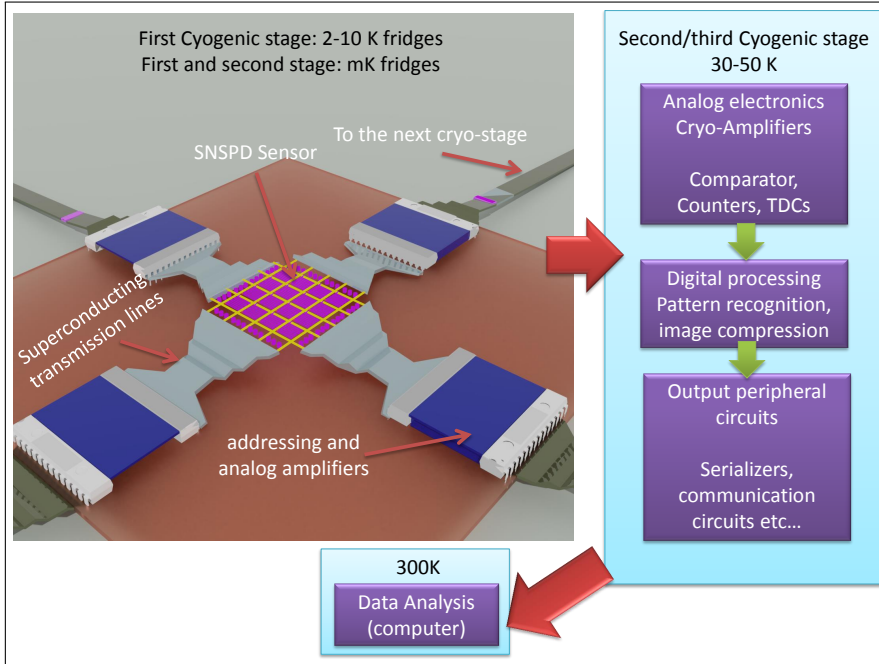 First Cyogenic stage: 2-10 K fridges
First and second stage: mK fridges
To the next cryo-stage
SNSPD Sensor
Superconducting
transmission lines
addressing and
analog amplifiers
Second/third Cyogenic stage
30-50 K
Analog electronics
Cryo-Amplifiers
Comparator,
Counters, TDCs
Digital processing
Pattern recognition,
image compression
Output peripheral
circuits
Serializers,
communication
circuits etc...
300K
Data Analysis
(computer)